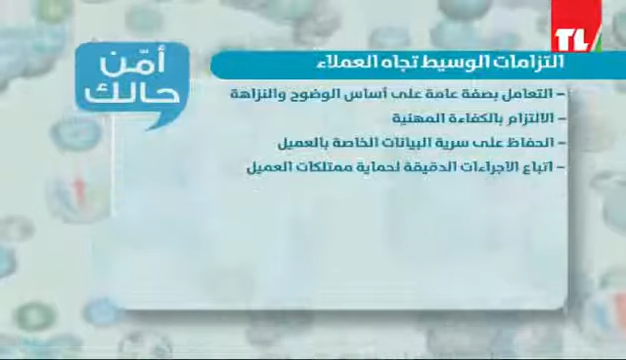 TL
التزامات الوسيط تجاه العملاء
أمّن
حالك
- التعامل بصفة عامة على أساس الوضوح والنزاهة
- الالتزام بالكفاءة المهنية
- الحفاظ على سرية البيانات الخاصة بالعميل
- اتباع الاجراءات الدقيقة لحماية ممتلكات العميل